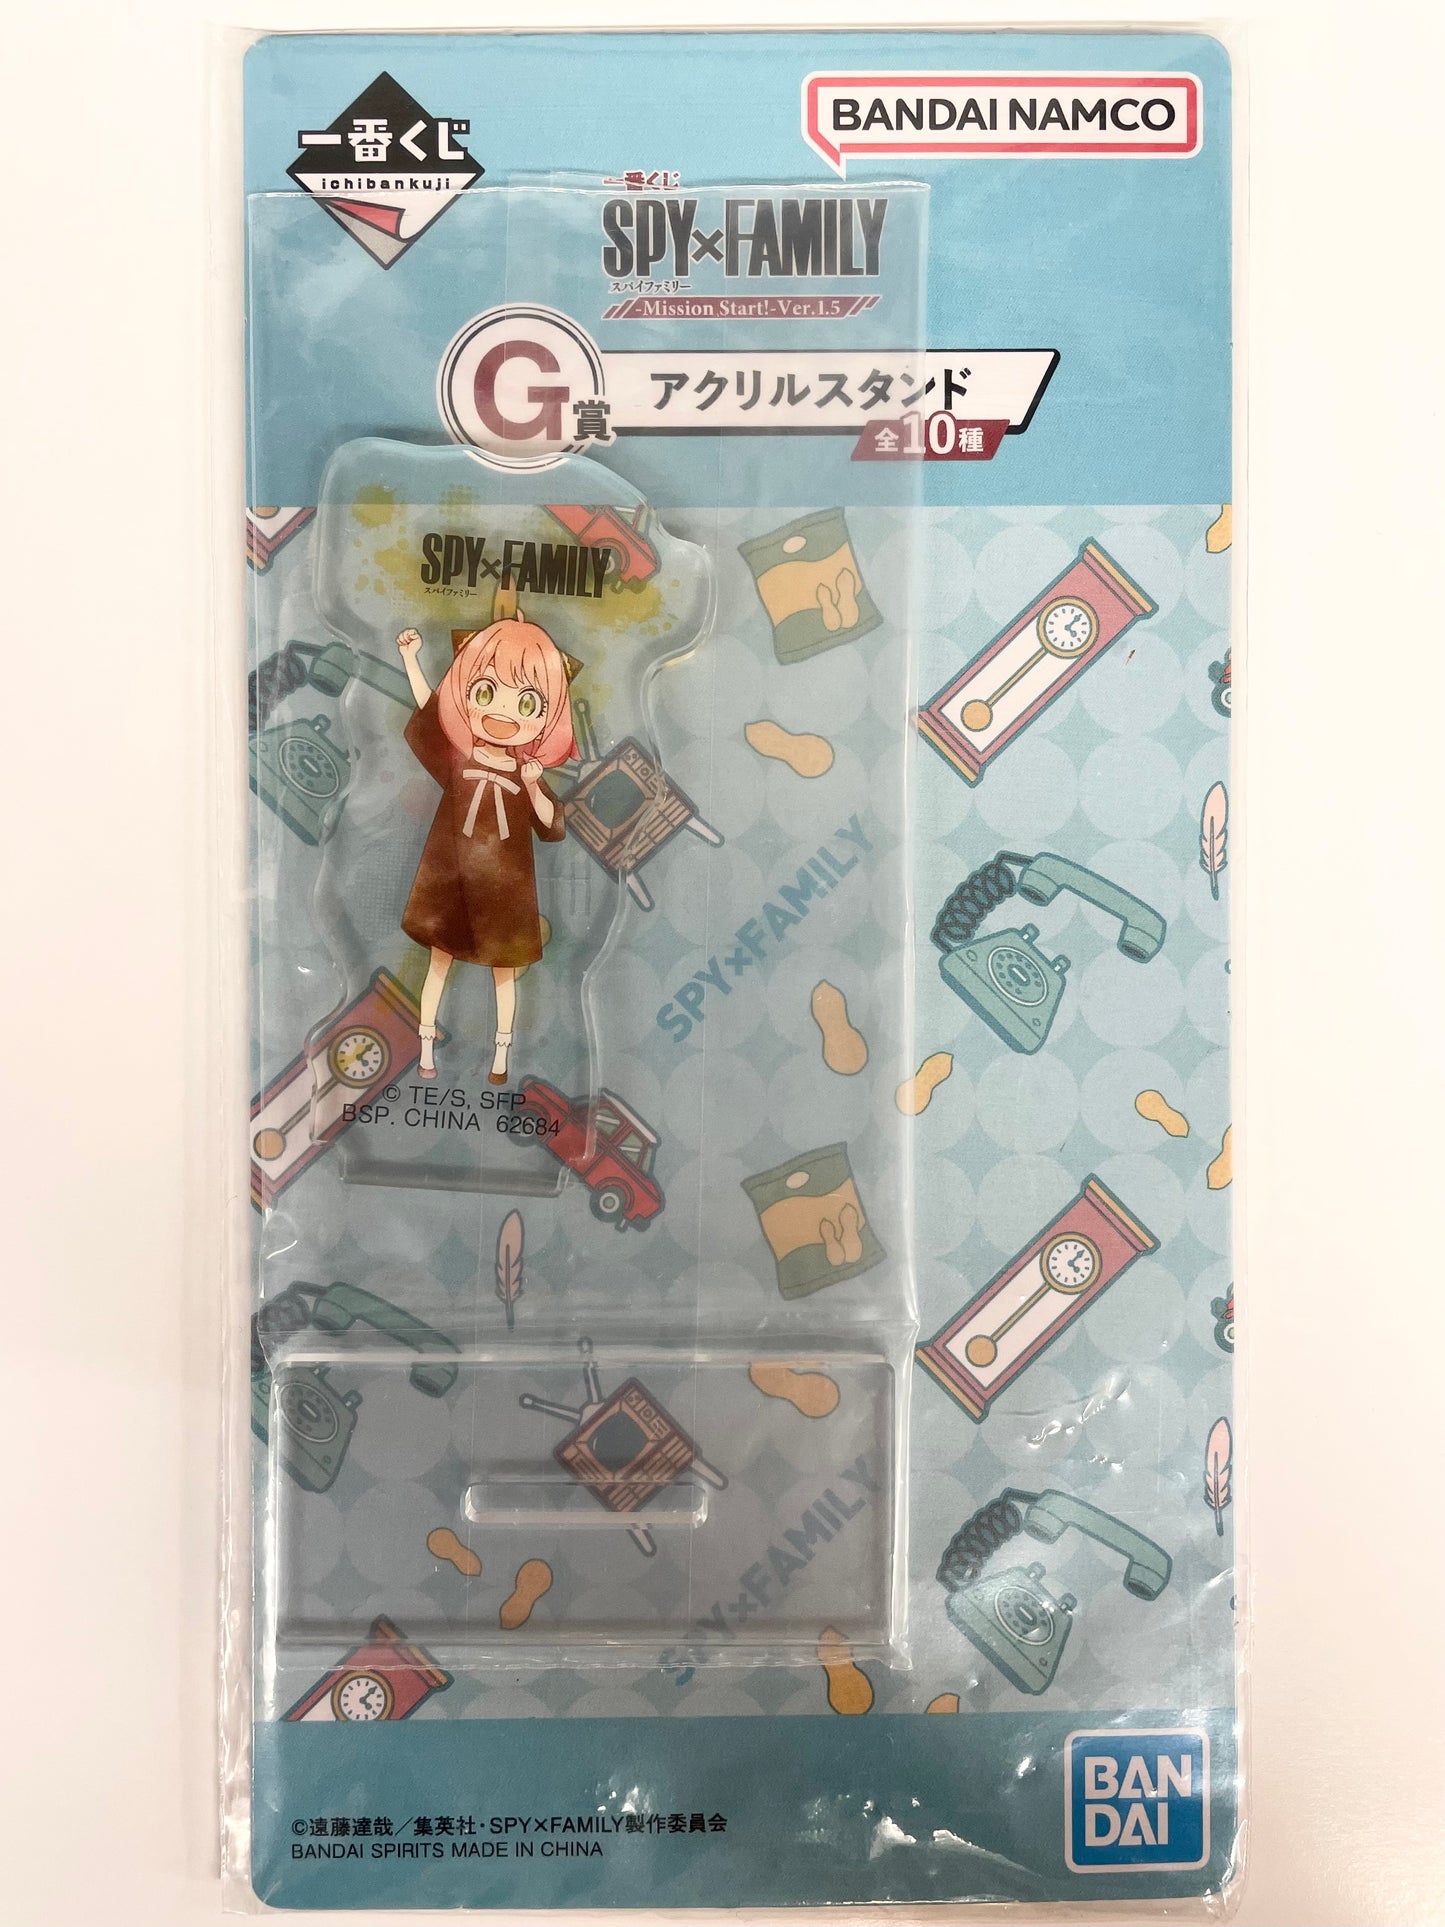 一番くじ
ichibankuji
BANDAI NAMCO
一番くじ
SPY×FAMILY
スパイファミリー
-Mission Start!-Ver.1.5
G賞
アクリルスタンド
全10種
SPY×FAMILY
スパイファミリー
SPY×FAMILY
© TE/S, SFP
BSP. CHINA 62684
SPY×FAMILY
©遠藤達哉／集英社・SPY×FAMILY製作委員会
BANDAI SPIRITS MADE IN CHINA
BAN
DAI